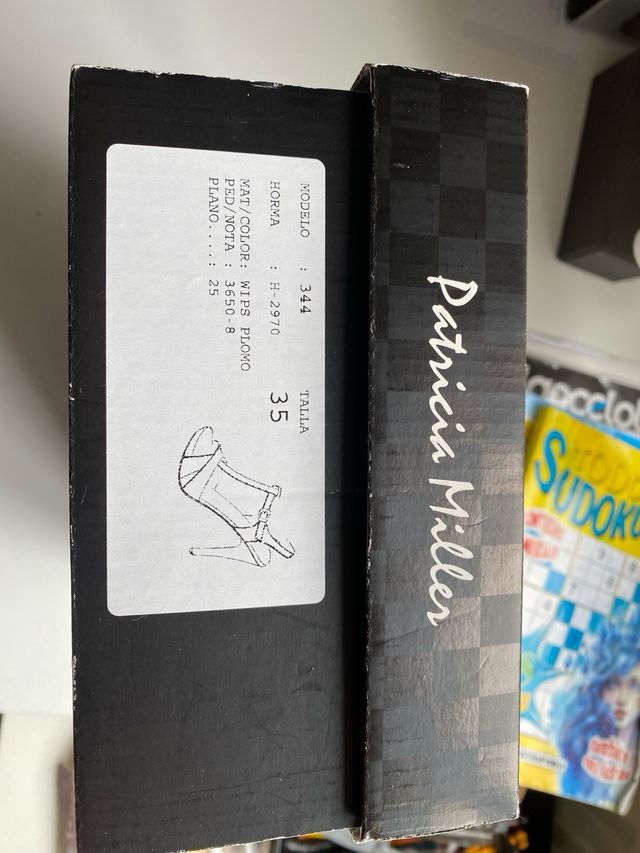 Patricia Miller
MODELO : 344 TALLA
HORMA : H-2970 35
MAT/COLOR: WIPS PLOMO
PED/NOTA : 3650-8
PLANO....: 25
SUDOKU